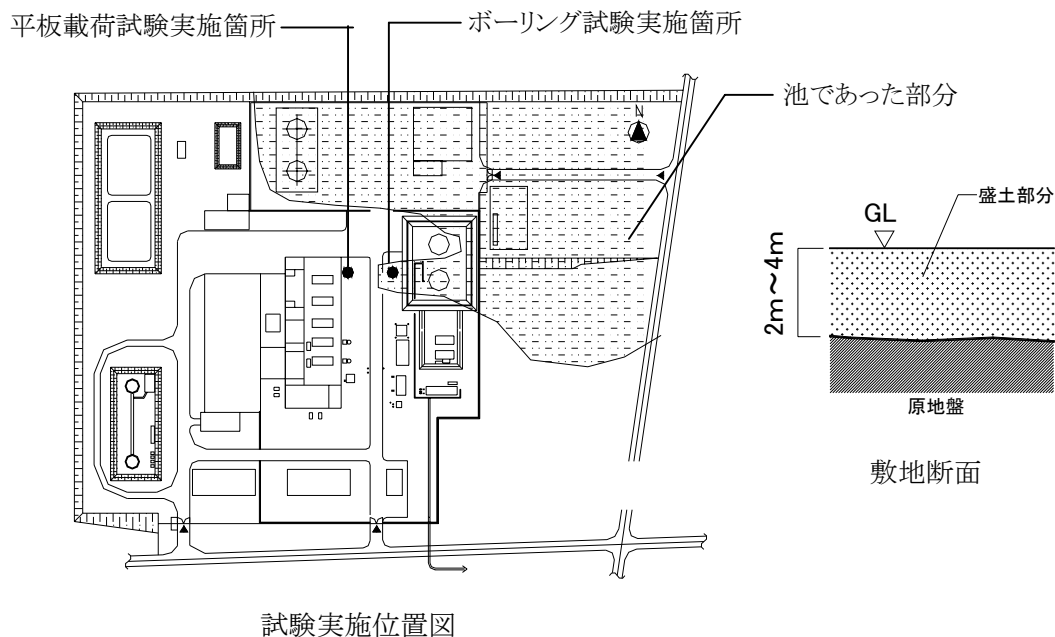 平板載荷試験実施箇所
ボーリング試験実施箇所
池であった部分
N
盛土部分
GL
2m～4m
原地盤
敷地断面
試験実施位置図